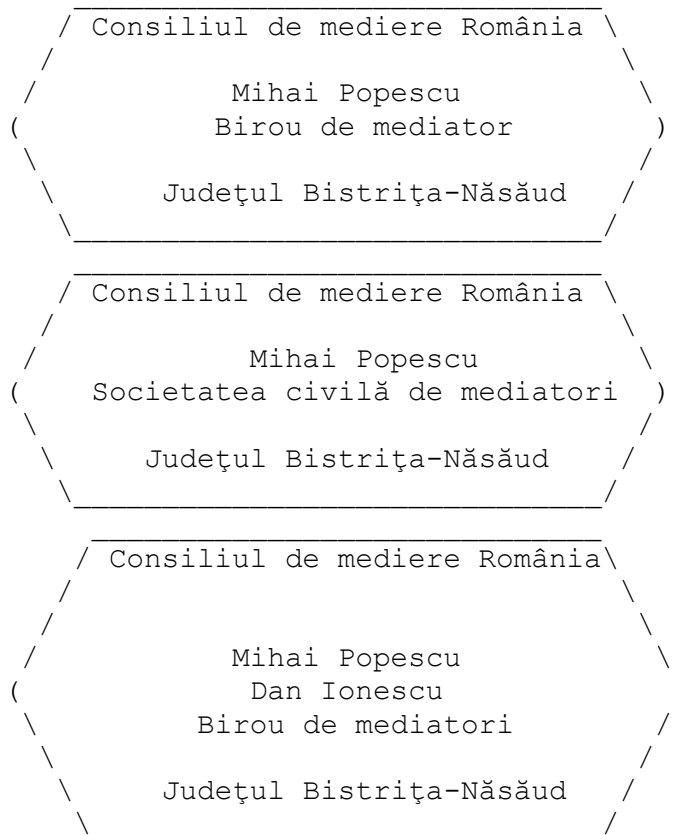 Consiliul de mediere România
Mihai Popescu
Birou de mediator
Judeţul Bistriţa-Năsăud
Consiliul de mediere România
Mihai Popescu
Societatea civilă de mediatori
Judeţul Bistriţa-Năsăud
Consiliul de mediere România
Mihai Popescu
Dan Ionescu
Birou de mediatori
Judeţul Bistriţa-Năsăud